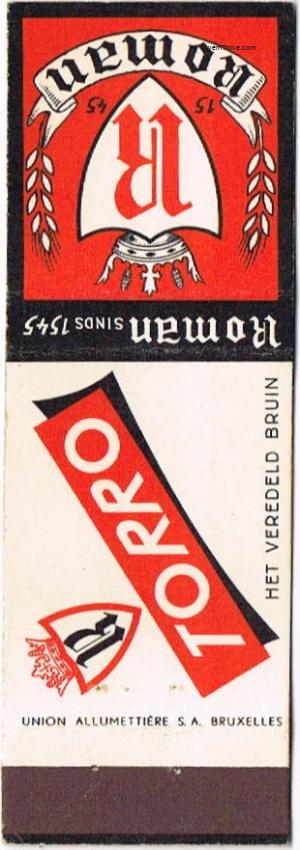 Roman
15 45
R
Roman SINDS 1545
TORRO
HET VEREDELD BRUIN
R
UNION ALLUMETTIÈRE S.A. BRUXELLES